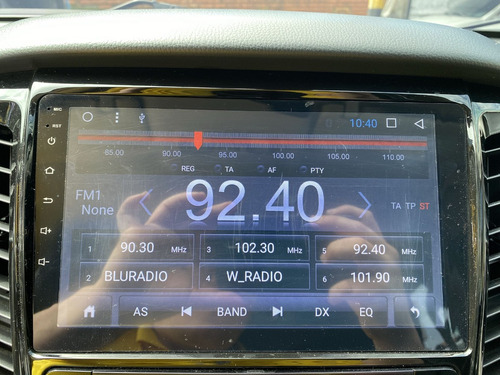 MIC
10:40
RST
85.00 90.00 95.00 100.00 105.00 110.00
REG TA AF PTY
FM1
None
92.40
TA TP ST
1 90.30 MHz 3 102.30 MHz 5 92.40 MHz
2 BLURADIO 4 W_RADIO 6 101.90 MHz
AS BAND DX EQ